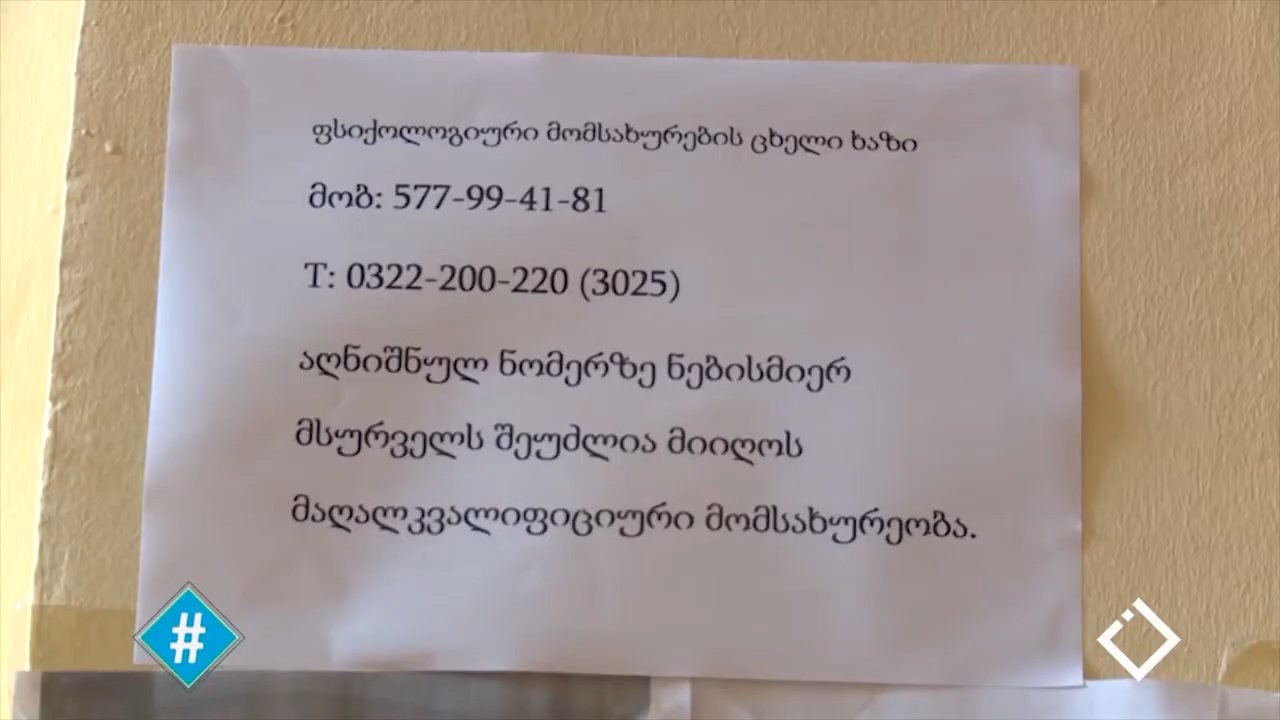 ფსიქოლოგიური მომსახურების ცხელი ხაზი
მობ: 577-99-41-81
T: 0322-200-220 (3025)
აღნიშნულ ნომერზე ნებისმიერ
მსურველს შეუძლია მიიღოს
მაღალკვალიფიციური მომსახურეობა.
#